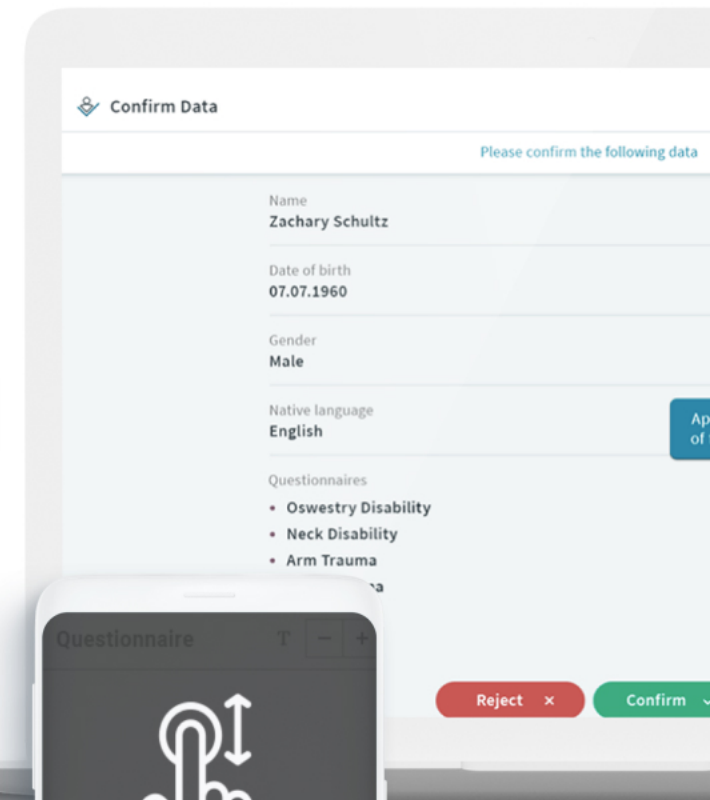 Confirm Data
Please confirm the following data
Name
Zachary Schultz
Date of birth
07.07.1960
Gender
Male
Native language
English
Questionnaires
• Oswestry Disability
• Neck Disability
• Arm Trauma
Reject ×
Confirm
Questionnaire T − +